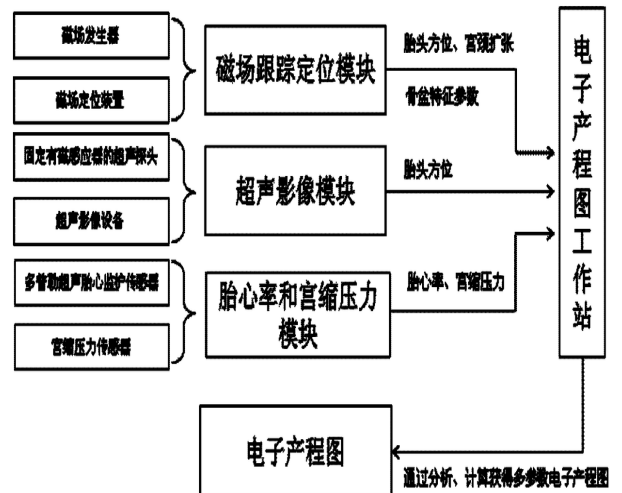 磁场发生器
磁场定位装置
磁场跟踪定位模块
胎头方位、宫颈扩张
骨盆特征参数
固定有磁感应器的超声探头
超声影像设备
超声影像模块
胎头方位
多普勒超声胎心监护传感器
宫缩压力传感器
胎心率和宫缩压力
模块
胎心率、宫缩压力
电子产程图工作站
电子产程图
通过分析、计算获得多参数电子产程图